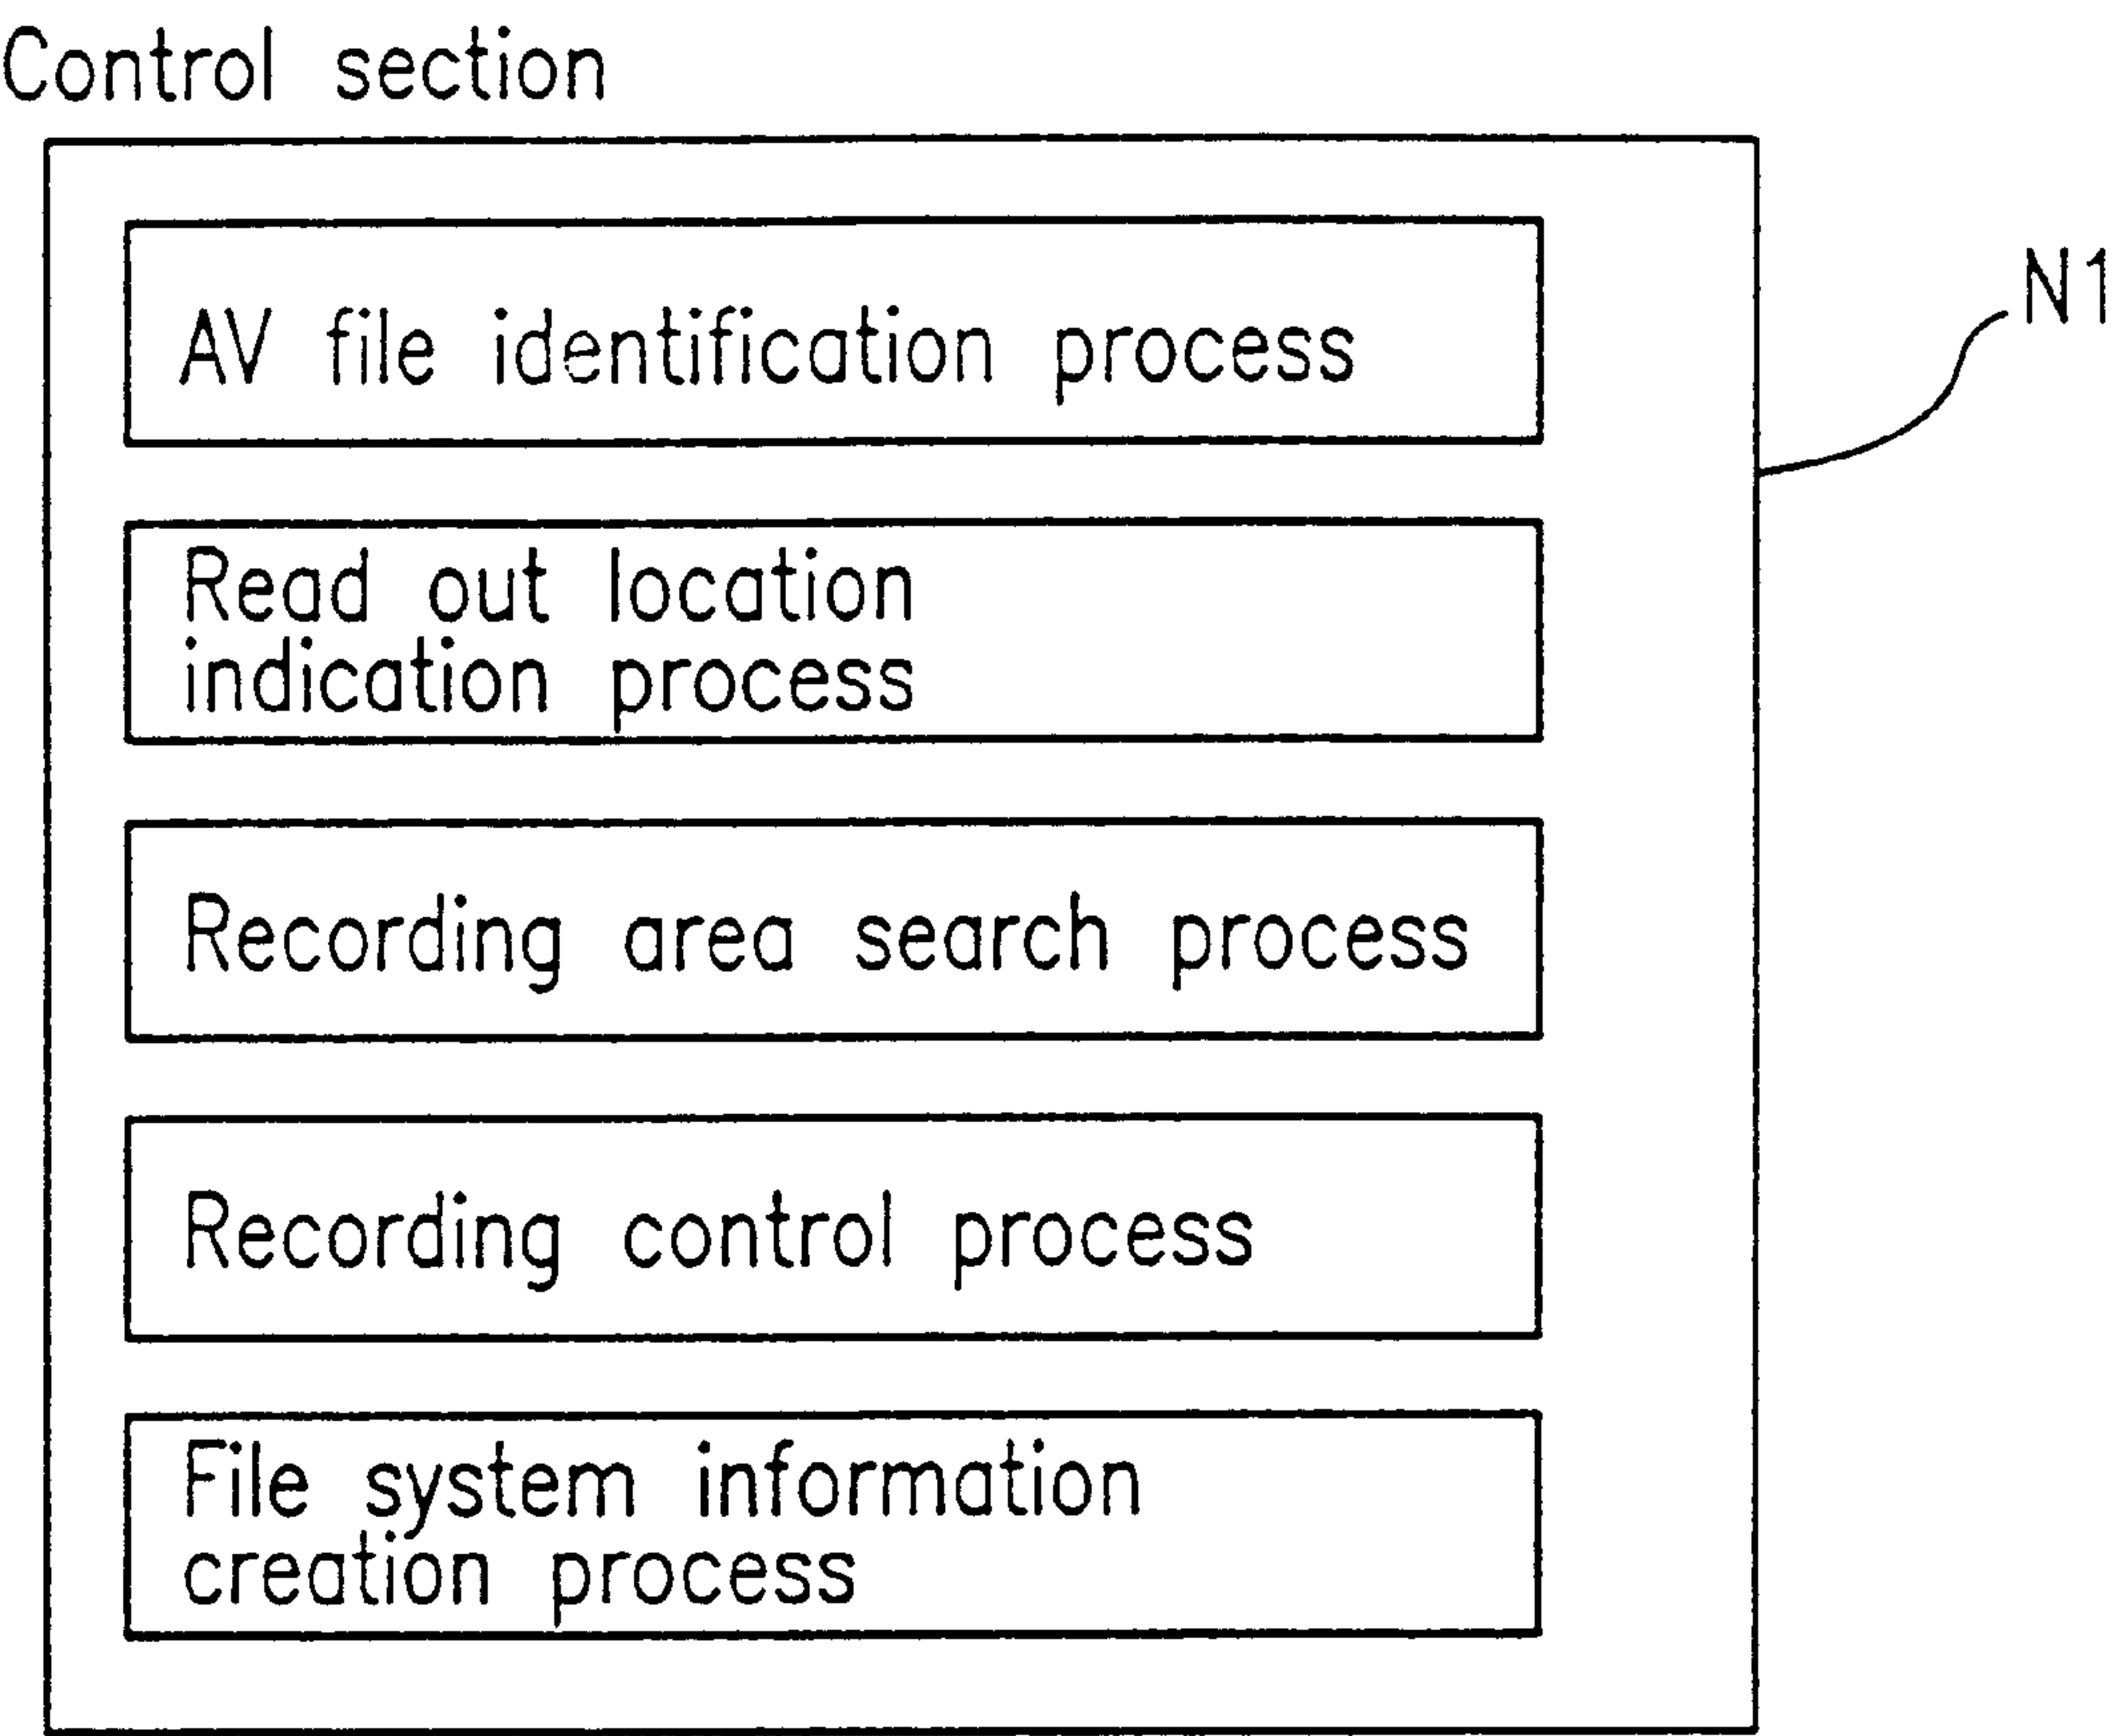 Control section
N1
AV file identification process
Read out location
indication process
Recording area search process
Recording control process
File system information
creation process